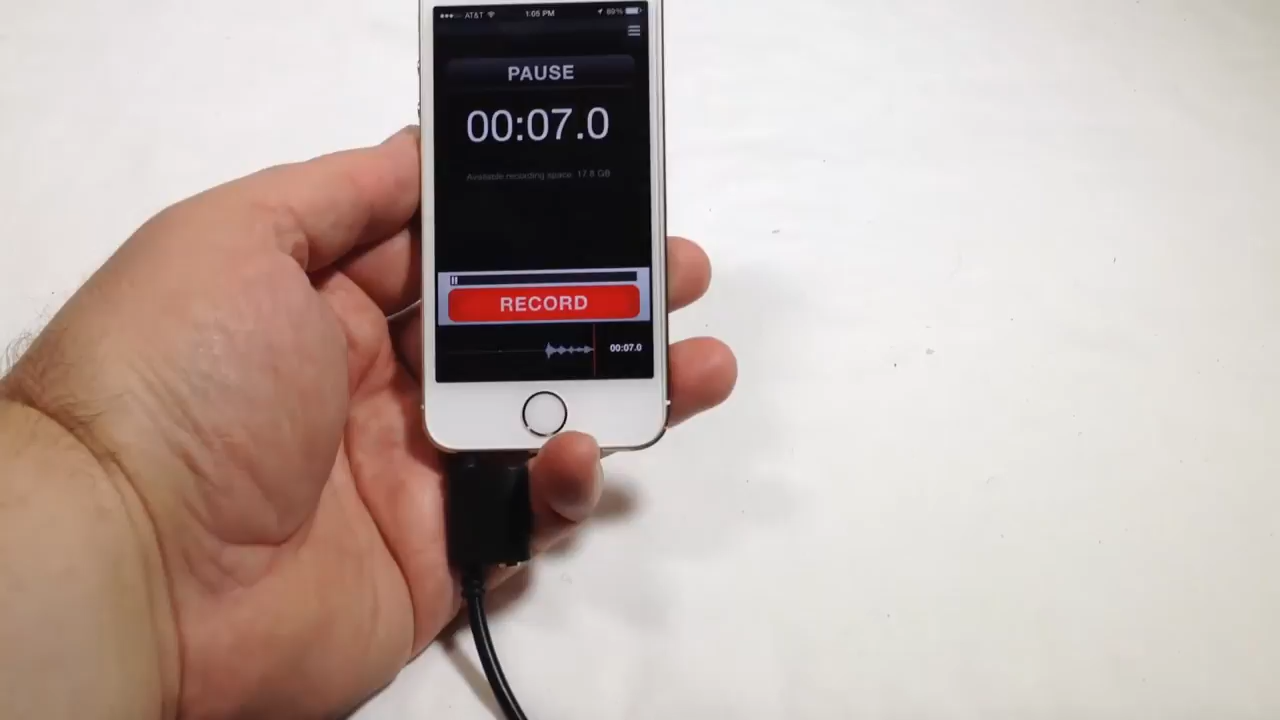 AT&T 1:05 PM 89%
PAUSE
00:07.0
Available recording space: 17.8 GB
RECORD
00:07.0